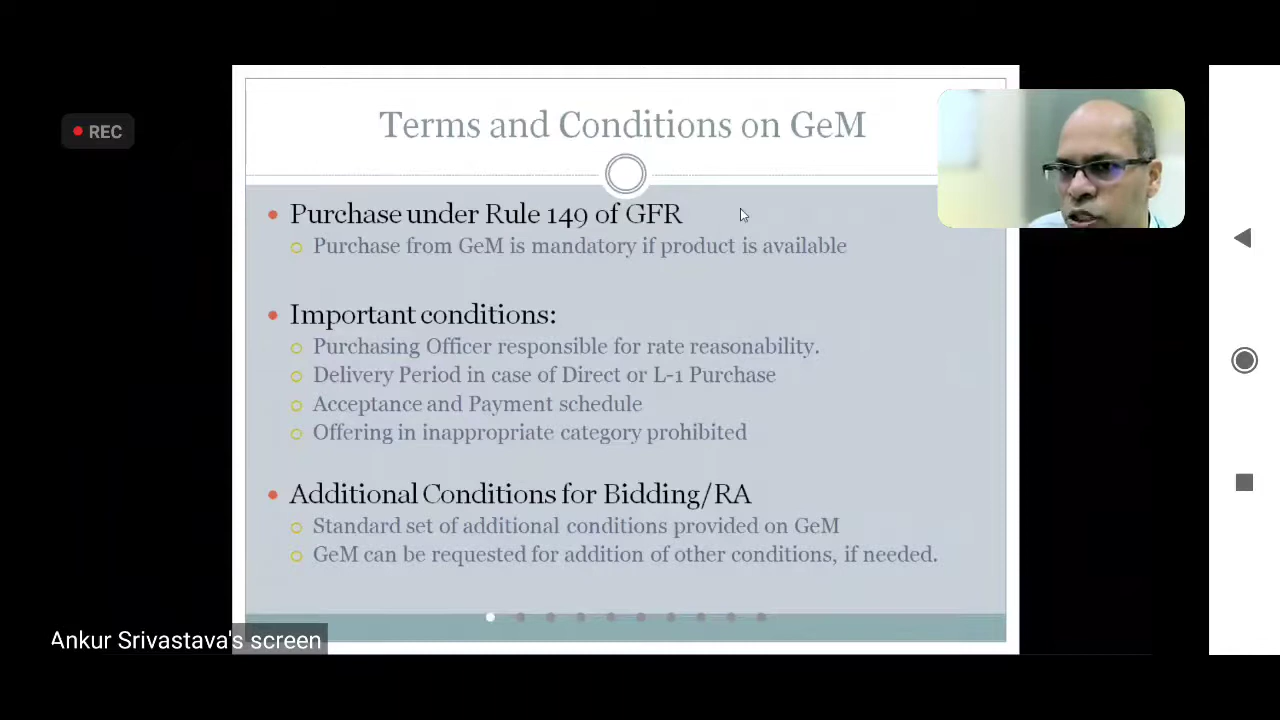 Terms and Conditions on GeM
REC
Purchase under Rule 149 of GFR
Purchase from GeM is mandatory if product is available
Important conditions:
Purchasing Officer responsible for rate reasonability.
Delivery Period in case of Direct or L-1 Purchase
Acceptance and Payment schedule
Offering in inappropriate category prohibited
Additional Conditions for Bidding/RA
Standard set of additional conditions provided on GeM
GeM can be requested for addition of other conditions, if needed.
Ankur Srivastava's screen